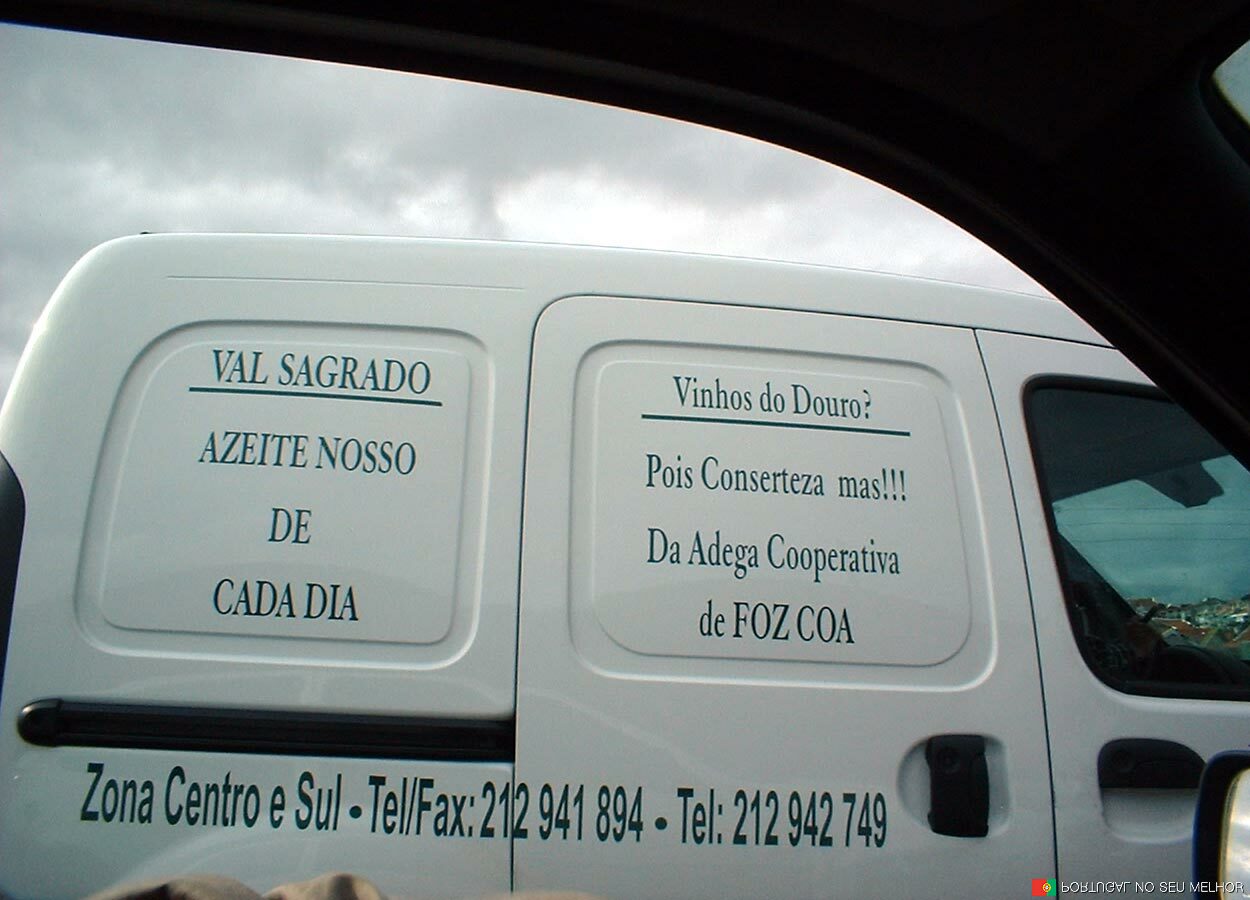 VAL SAGRADO
AZEITE NOSSO
DE
CADA DIA
Vinhos do Douro?
Pois Conserteza mas!!!
Da Adega Cooperativa
de FOZ COA
Zona Centro e Sul • Tel/Fax: 212 941 894 • Tel: 212 942 749
PORTUGAL NO SEU MELHOR